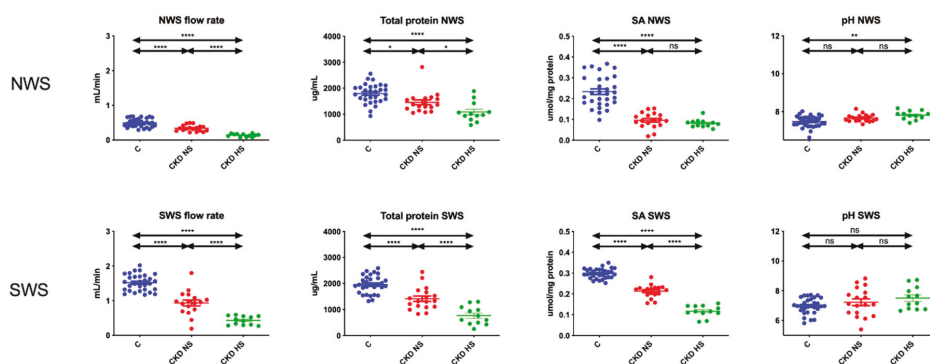 NWS flow rate
Total protein NWS
SA NWS
pH NWS
NWS
mL/min
3
2
1
0
****
**** ****
C
CKD NS
CKD HS
ug/mL
4000
3000
2000
1000
0
****
* *
C
CKD NS
CKD HS
umol/mg protein
0.5
0.4
0.3
0.2
0.1
0.0
****
**** ns
C
CKD NS
CKD HS
12
10
8
6
**
ns ns
C
CKD NS
CKD HS
SWS flow rate
Total protein SWS
SA SWS
pH SWS
SWS
mL/min
3
2
1
0
****
**** ****
C
CKD NS
CKD HS
ug/mL
4000
3000
2000
1000
0
****
**** ****
C
CKD NS
CKD HS
umol/mg protein
0.5
0.4
0.3
0.2
0.1
0.0
****
**** ****
C
CKD NS
CKD HS
12
10
8
6
ns
ns ns
C
CKD NS
CKD HS